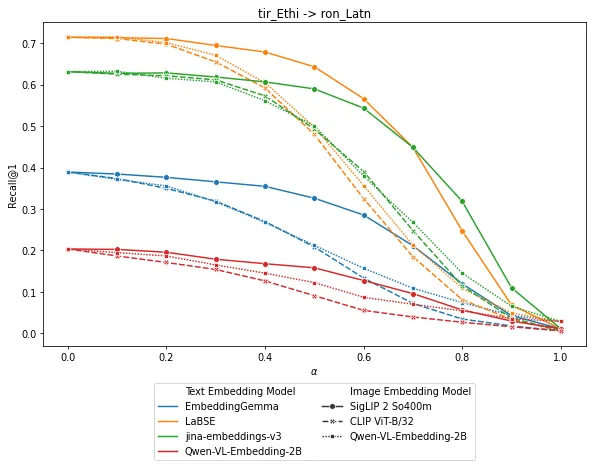 tir_Ethi -> ron_Latn
Recall@1
0.7
0.6
0.5
0.4
0.3
0.2
0.1
0.0
0.0 0.2 0.4 0.6 0.8 1.0
α
Text Embedding Model Image Embedding Model
EmbeddingGemma SigLIP 2 So400m
LaBSE CLIP ViT-B/32
jina-embeddings-v3 Qwen-VL-Embedding-2B
Qwen-VL-Embedding-2B